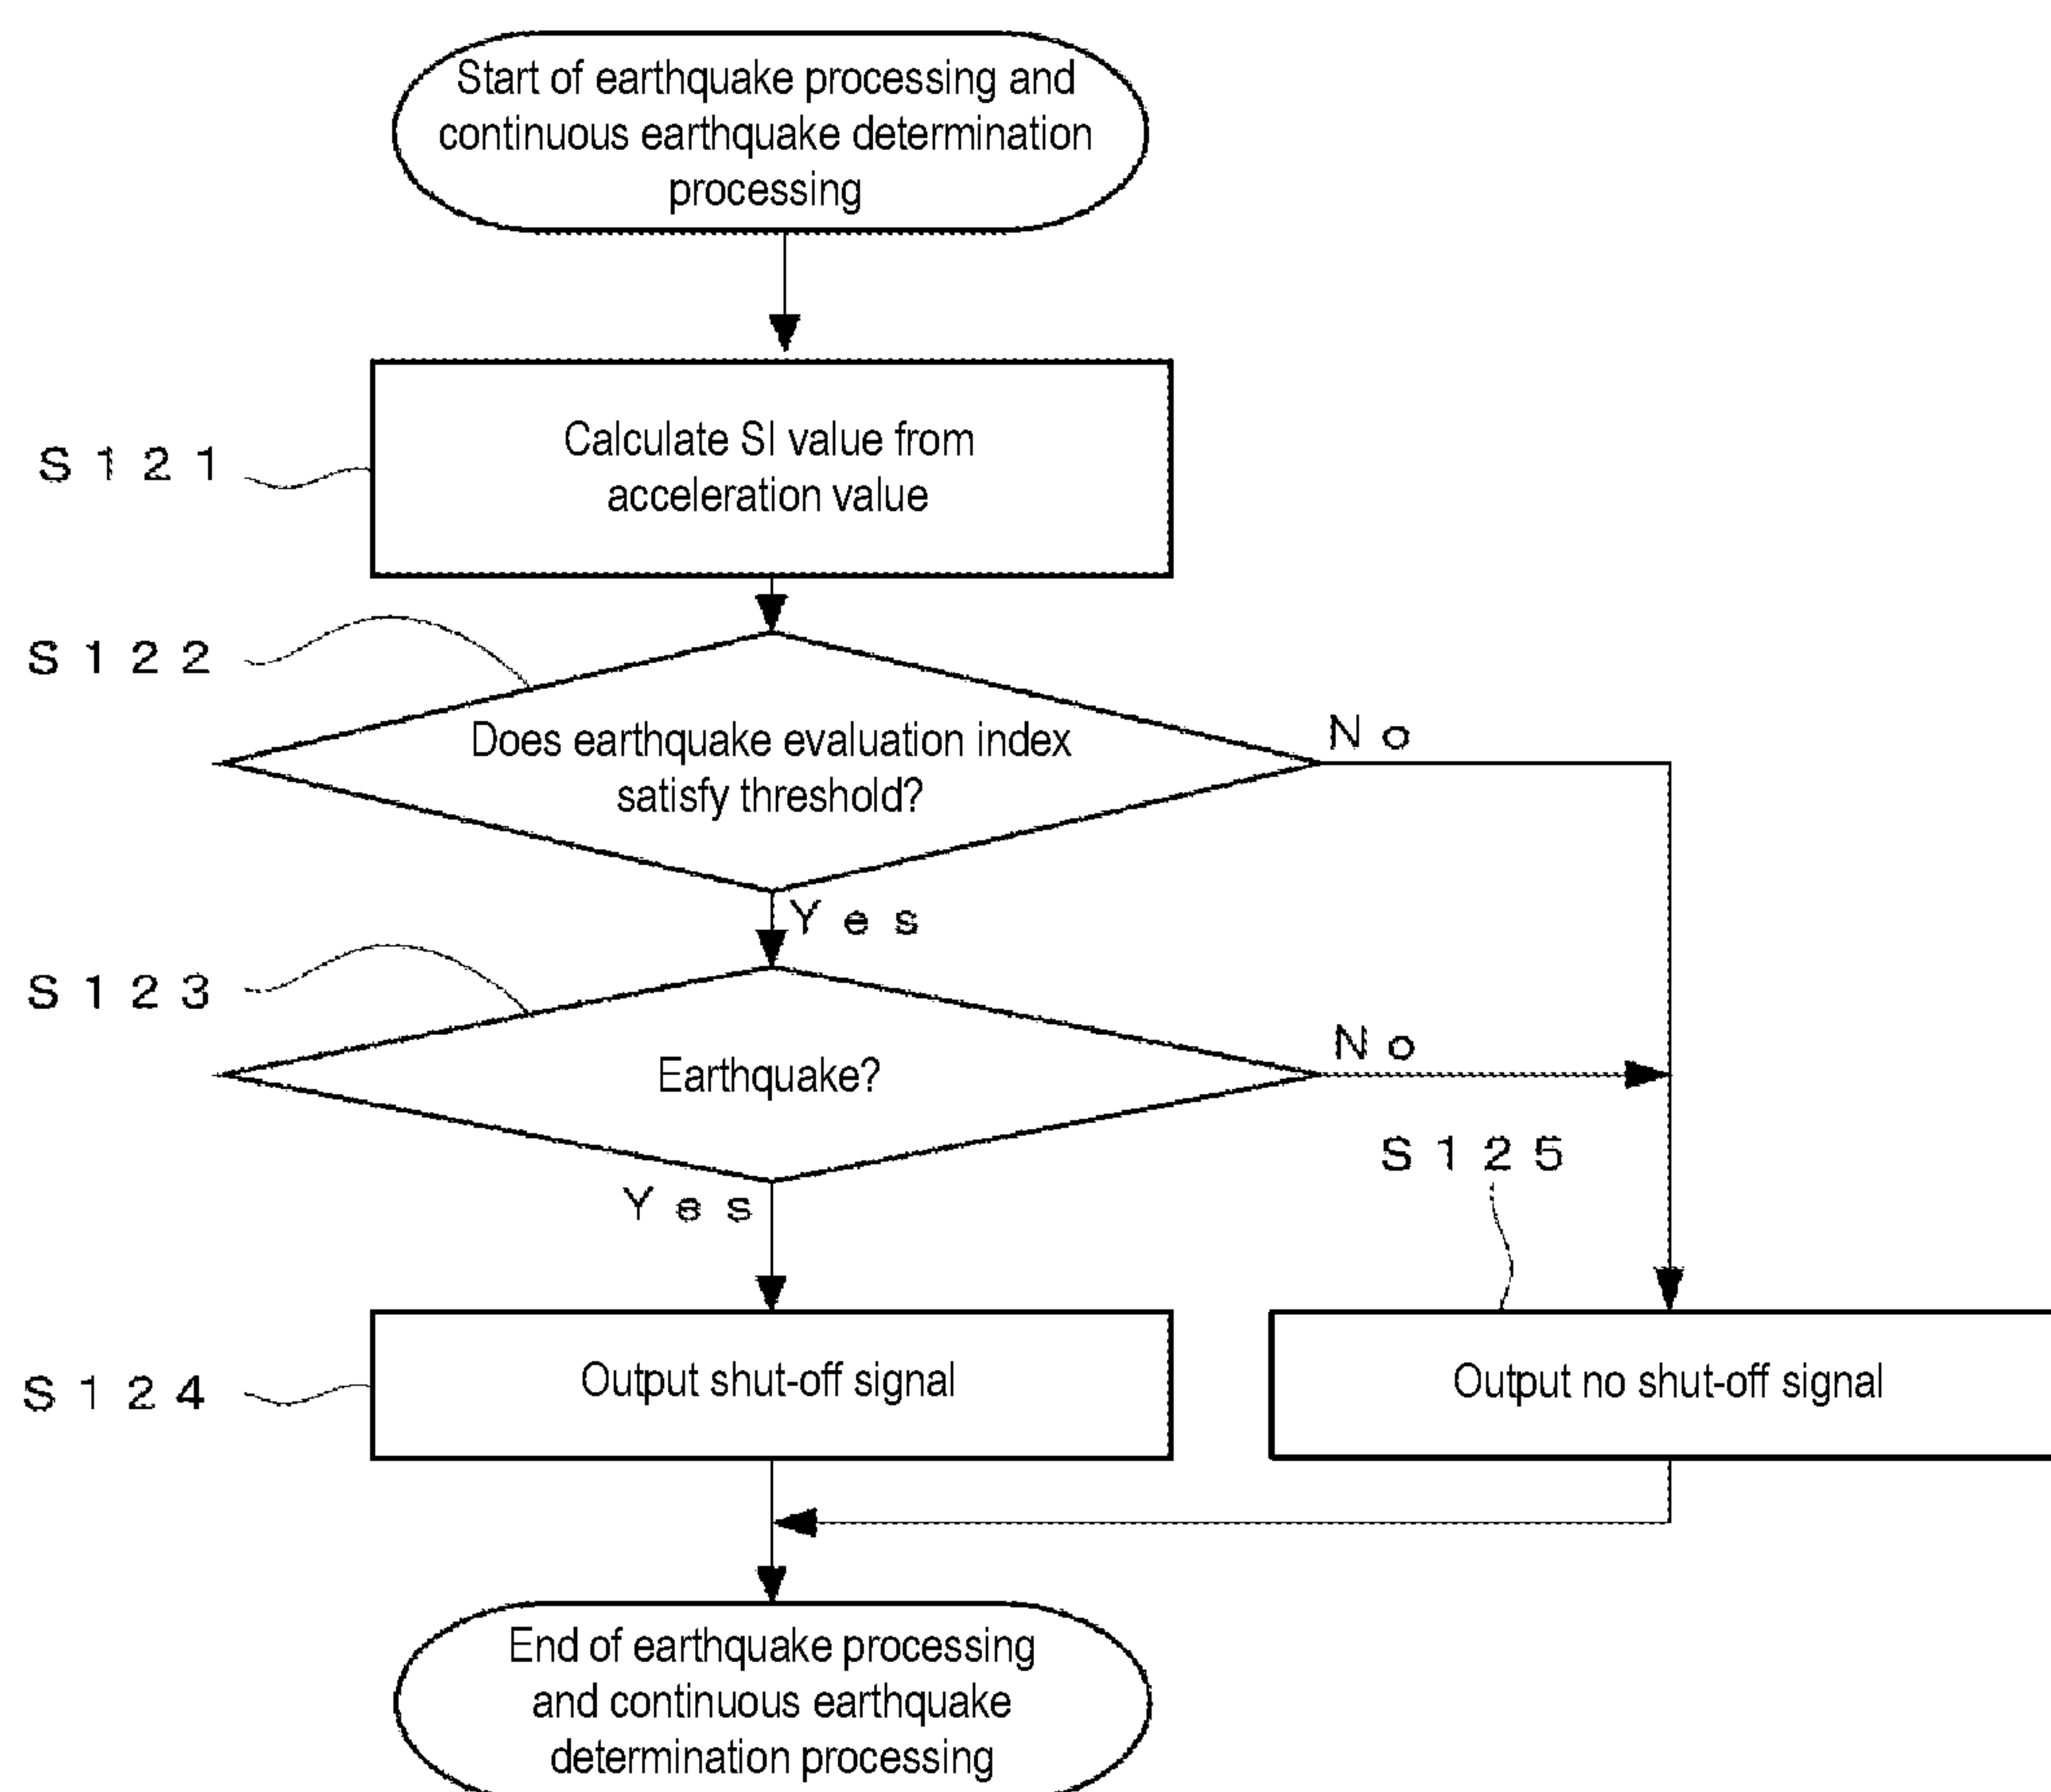 Start of earthquake processing and
continuous earthquake determination
processing
S121
Calculate SI value from
acceleration value
S122
Does earthquake evaluation index
satisfy threshold?
No
Yes
S123
Earthquake?
No
Yes
S125
S124
Output shut-off signal
Output no shut-off signal
End of earthquake processing
and continuous earthquake
determination processing